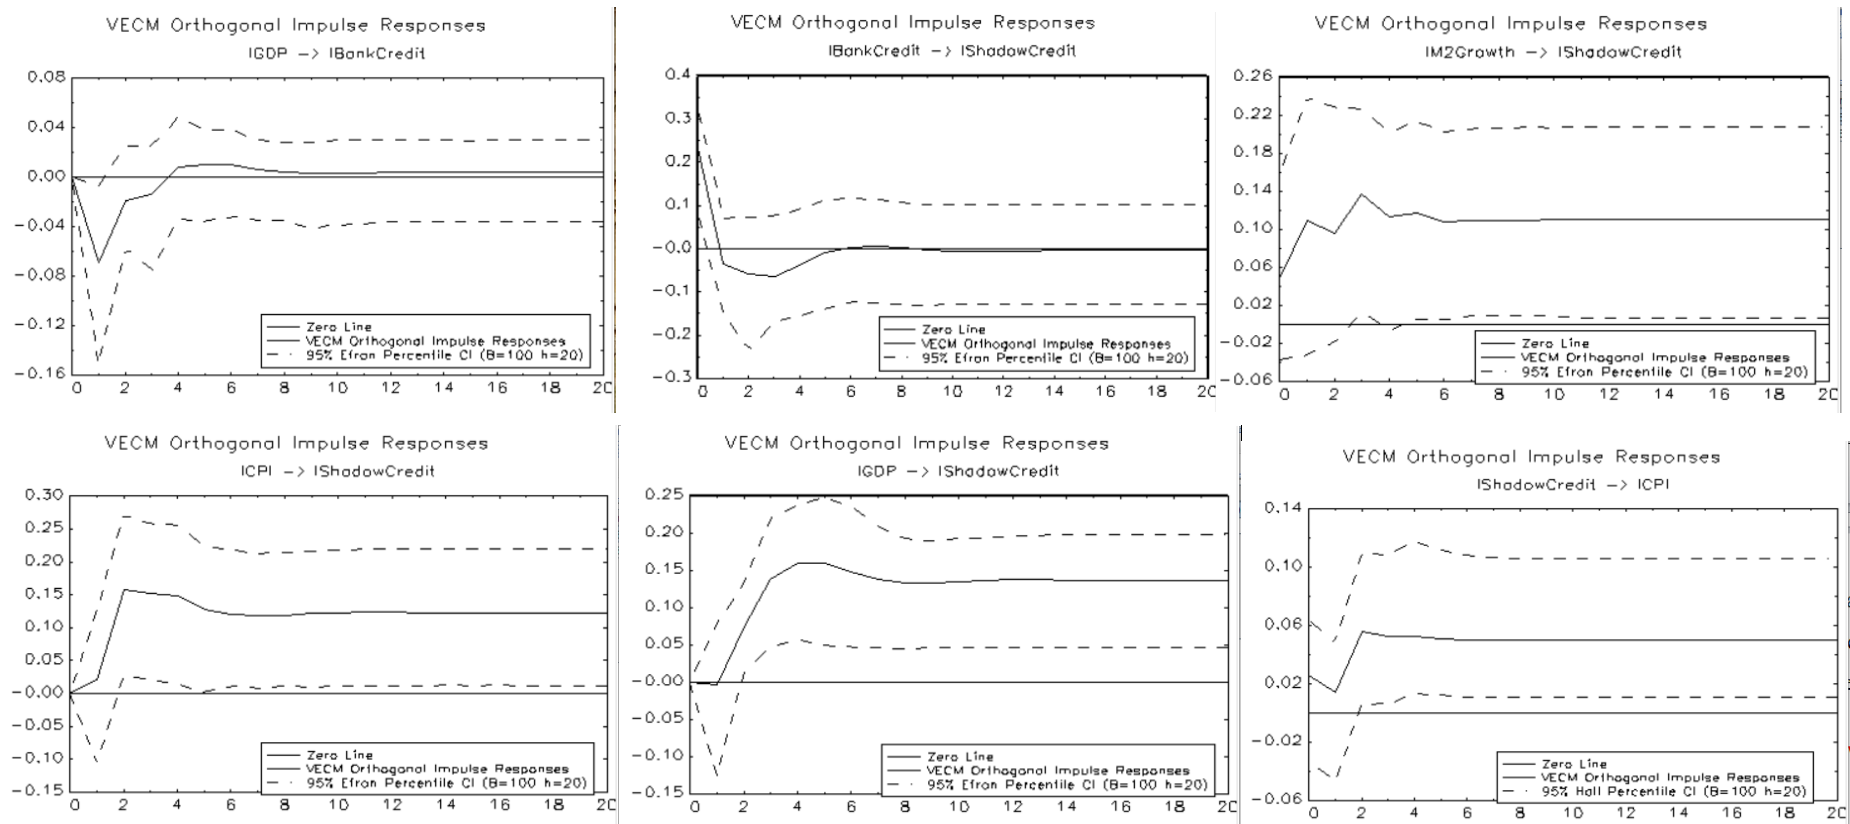 VECM Orthogonal Impulse Responses
lGDP -> lBankCredit
0.08
0.04
0.00
-0.04
-0.08
-0.12
-0.16
0 2 4 6 8 10 12 14 16 18 20
Zero Line
VECM Orthogonal Impulse Responses
95% Efron Percentile CI (B=100 h=20)
VECM Orthogonal Impulse Responses
lBankCredit -> lShadowCredit
0.4
0.3
0.2
0.1
-0.0
-0.1
-0.2
-0.3
0 2 4 6 8 10 12 14 16 18 20
Zero Line
VECM Orthogonal Impulse Responses
95% Efron Percentile CI (B=100 h=20)
VECM Orthogonal Impulse Responses
lM2Growth -> lShadowCredit
0.26
0.22
0.18
0.14
0.10
0.06
0.02
-0.02
-0.06
0 2 4 6 8 10 12 14 16 18 20
Zero Line
VECM Orthogonal Impulse Responses
95% Efron Percentile CI (B=100 h=20)
VECM Orthogonal Impulse Responses
lCPI -> lShadowCredit
0.30
0.25
0.20
0.15
0.10
0.05
-0.00
-0.05
-0.10
-0.15
0 2 4 6 8 10 12 14 16 18 20
Zero Line
VECM Orthogonal Impulse Responses
95% Efron Percentile CI (B=100 h=20)
VECM Orthogonal Impulse Responses
lGDP -> lShadowCredit
0.25
0.20
0.15
0.10
0.05
-0.00
-0.05
-0.10
-0.15
0 2 4 6 8 10 12 14 16 18 20
Zero Line
VECM Orthogonal Impulse Responses
95% Efron Percentile CI (B=100 h=20)
VECM Orthogonal Impulse Responses
lShadowCredit -> lCPI
0.14
0.10
0.06
0.02
-0.02
-0.06
0 2 4 6 8 10 12 14 16 18 20
Zero Line
VECM Orthogonal Impulse Responses
95% Hall Percentile CI (B=100 h=20)